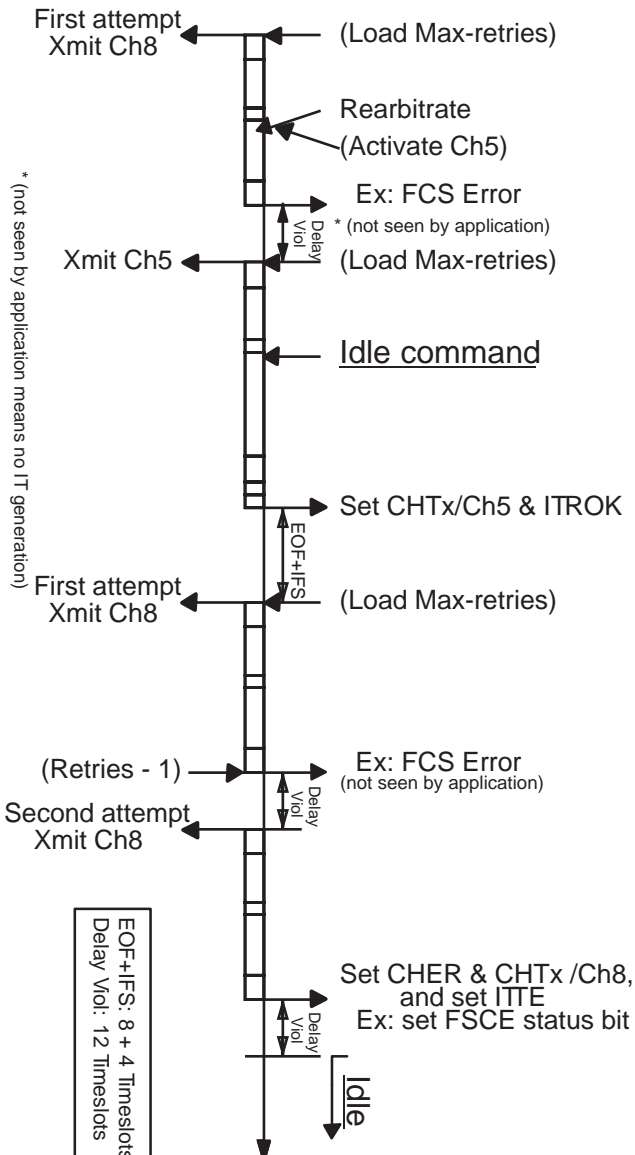 First attempt
Xmit Ch8
(Load Max-retries)
Rearbitrate
(Activate Ch5)
Ex: FCS Error
* (not seen by application)
Delay
Viol
Xmit Ch5
(Load Max-retries)
* (not seen by application means no IT generation)
Idle command
Set CHTx/Ch5 & ITROK
EOF+IFS
First attempt
Xmit Ch8
(Load Max-retries)
(Retries - 1)
Ex: FCS Error
(not seen by application)
Delay
Viol
Second attempt
Xmit Ch8
Set CHER & CHTx /Ch8,
and set ITTE
Ex: set FSCE status bit
Delay
Viol
Idle
EOF+IFS: 8 + 4 Timeslots
Delay Viol: 12 Timeslots